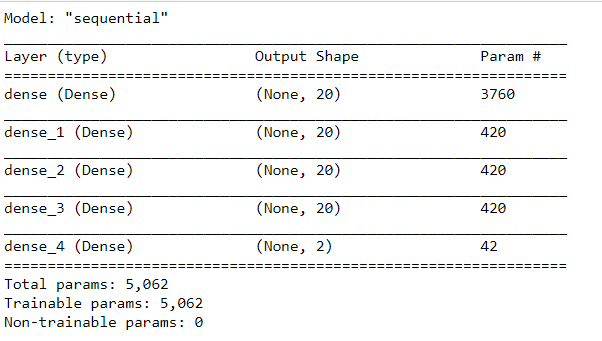 Model: "sequential"
Layer (type) Output Shape Param #
dense (Dense) (None, 20) 3760
dense_1 (Dense) (None, 20) 420
dense_2 (Dense) (None, 20) 420
dense_3 (Dense) (None, 20) 420
dense_4 (Dense) (None, 2) 42
Total params: 5,062
Trainable params: 5,062
Non-trainable params: 0